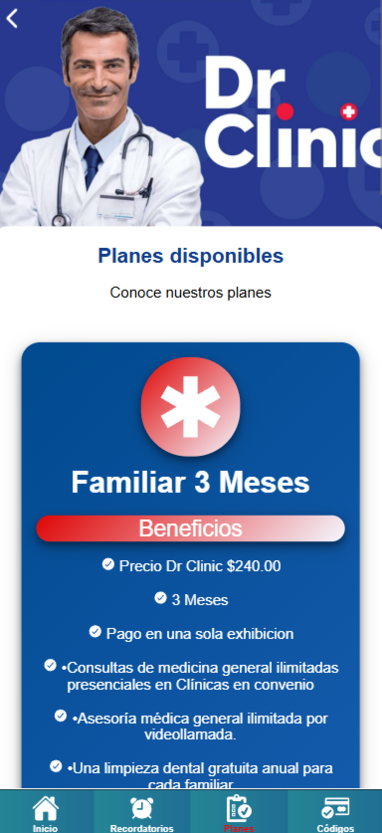 Dr
Clinic
Planes disponibles
Conoce nuestros planes
Familiar 3 Meses
Beneficios
Precio Dr Clinic $240.00
3 Meses
Pago en una sola exhibicion
•Consultas de medicina general ilimitadas
presenciales en Clínicas en convenio
•Asesoría médica general ilimitada por
videollamada.
•Una limpieza dental gratuita anual para
cada familiar
Inicio
Recordatorios
Planes
Códigos